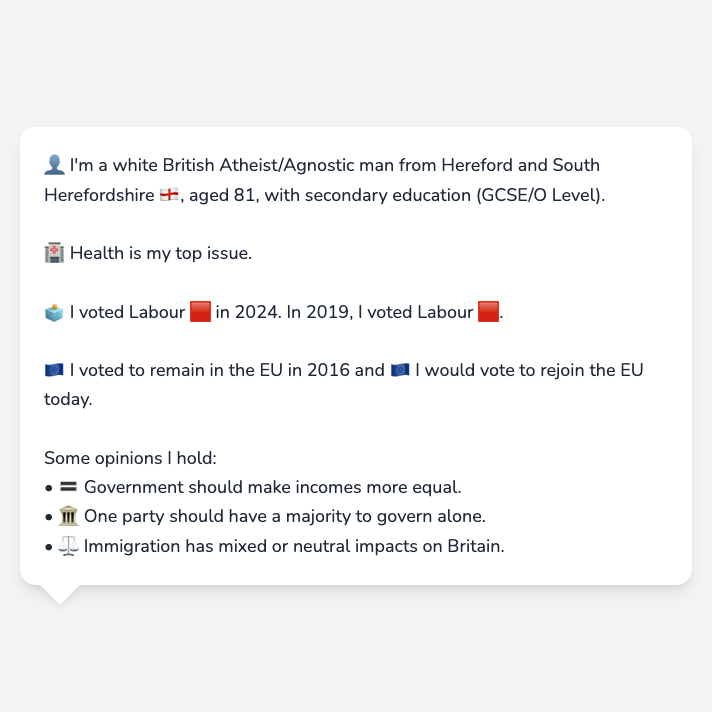 👤 I'm a white British Atheist/Agnostic man from Hereford and South
Herefordshire 🏴󠁧󠁢󠁥󠁮󠁧󠁿, aged 81, with secondary education (GCSE/O Level).
🏥 Health is my top issue.
🗳️ I voted Labour 🟥 in 2024. In 2019, I voted Labour 🟥.
🇪🇺 I voted to remain in the EU in 2016 and 🇪🇺 I would vote to rejoin the EU
today.
Some opinions I hold:
• 🟰 Government should make incomes more equal.
• 🏛️ One party should have a majority to govern alone.
• ⚖️ Immigration has mixed or neutral impacts on Britain.